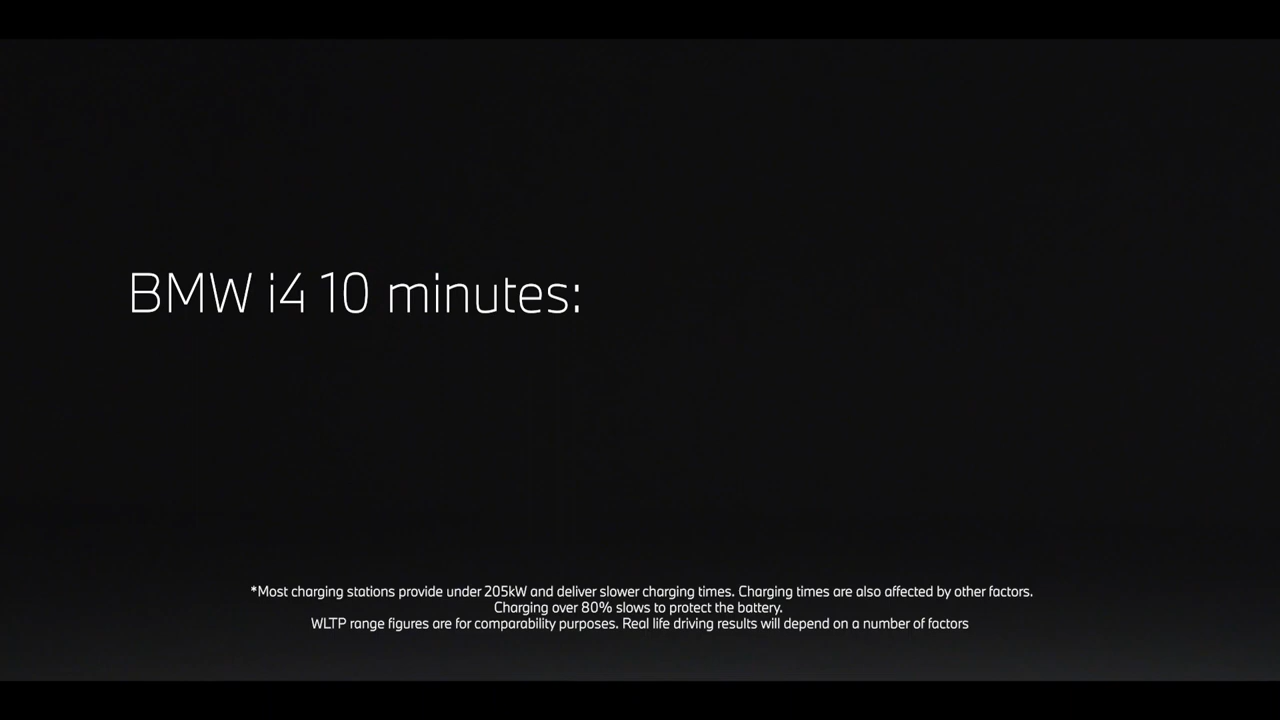 BMW i4 10 minutes:
*Most charging stations provide under 205kW and deliver slower charging times. Charging times are also affected by other factors.
Charging over 80% slows to protect the battery.
WLTP range figures are for comparability purposes. Real life driving results will depend on a number of factors